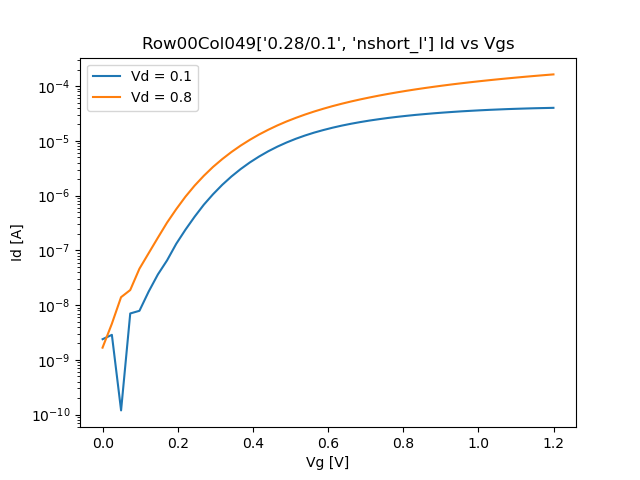 Row00Col049['0.28/0.1', 'nshort_l'] Id vs Vgs
Vd = 0.1
Vd = 0.8
Id [A]
10⁻⁴
10⁻⁵
10⁻⁶
10⁻⁷
10⁻⁸
10⁻⁹
10⁻¹⁰
0.0 0.2 0.4 0.6 0.8 1.0 1.2
Vg [V]